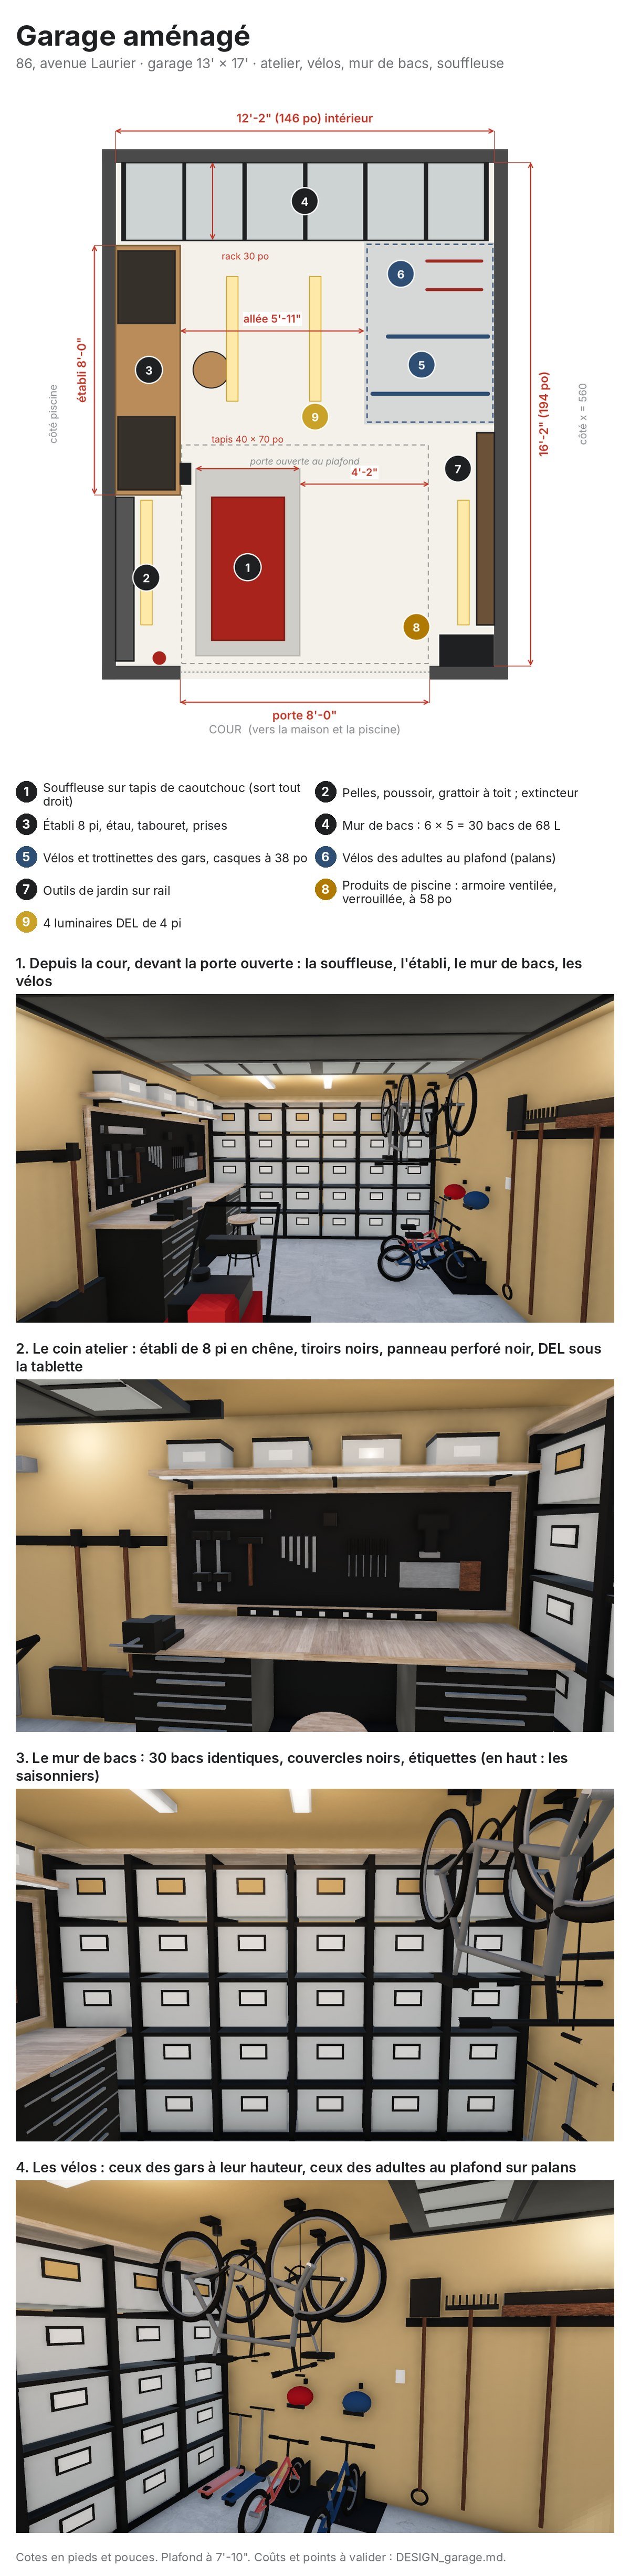 Garage aménagé
86, avenue Laurier · garage 13' × 17' · atelier, vélos, mur de bacs, souffleuse
12'-2" (146 po) intérieur
4
rack 30 po
6
allée 5'-11"
établi 8'-0"
3
5
côté piscine
16'-2" (194 po)
côté x = 560
9
tapis 40 × 70 po
porte ouverte au plafond
4'-2"
7
1
2
8
porte 8'-0"
COUR (vers la maison et la piscine)
1 Souffleuse sur tapis de caoutchouc (sort tout
droit)
2 Pelles, poussoir, grattoir à toit ; extincteur
3 Établi 8 pi, étau, tabouret, prises
4 Mur de bacs : 6 × 5 = 30 bacs de 68 L
5 Vélos et trottinettes des gars, casques à 38 po
6 Vélos des adultes au plafond (palans)
7 Outils de jardin sur rail
8 Produits de piscine : armoire ventilée,
verrouillée, à 58 po
9 4 luminaires DEL de 4 pi
1. Depuis la cour, devant la porte ouverte : la souffleuse, l'établi, le mur de bacs, les
vélos
2. Le coin atelier : établi de 8 pi en chêne, tiroirs noirs, panneau perforé noir, DEL sous
la tablette
3. Le mur de bacs : 30 bacs identiques, couvercles noirs, étiquettes (en haut : les
saisonniers)
4. Les vélos : ceux des gars à leur hauteur, ceux des adultes au plafond sur palans
Cotes en pieds et pouces. Plafond à 7'-10". Coûts et points à valider : DESIGN_garage.md.